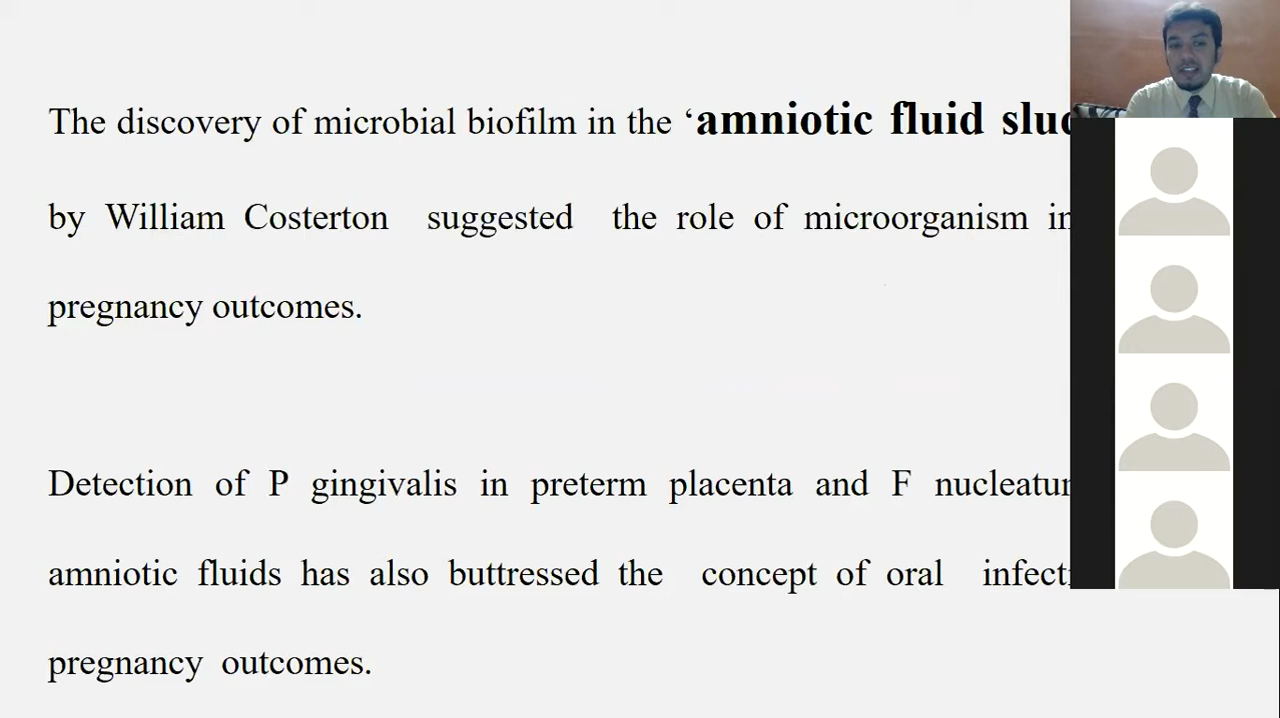 The discovery of microbial biofilm in the ‘amniotic fluid
by William Costerton suggested the role of microorganism in
pregnancy outcomes.
Detection of P gingivalis in preterm placenta and F
amniotic fluids has also buttressed the concept of oral
pregnancy outcomes.